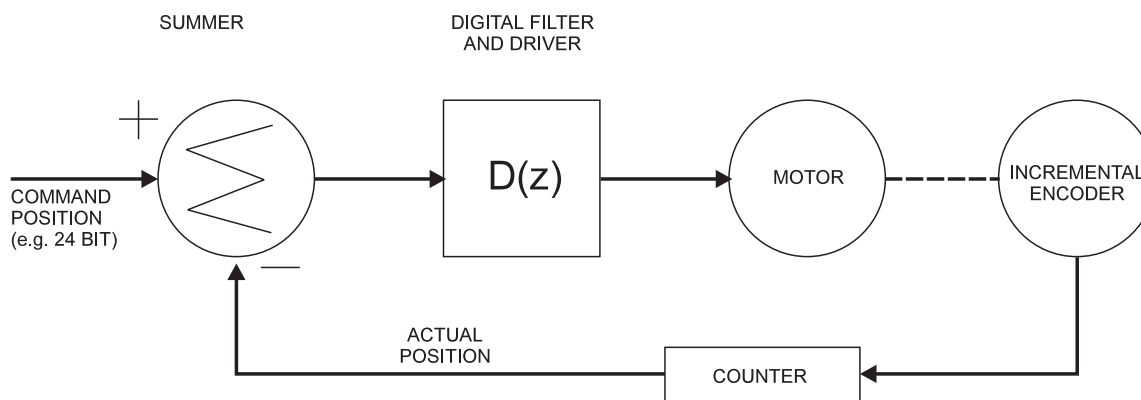 SUMMER
DIGITAL FILTER
AND DRIVER
+
COMMAND
POSITION
(e.g. 24 BIT)
D(z)
MOTOR
INCREMENTAL
ENCODER
—
ACTUAL
POSITION
COUNTER